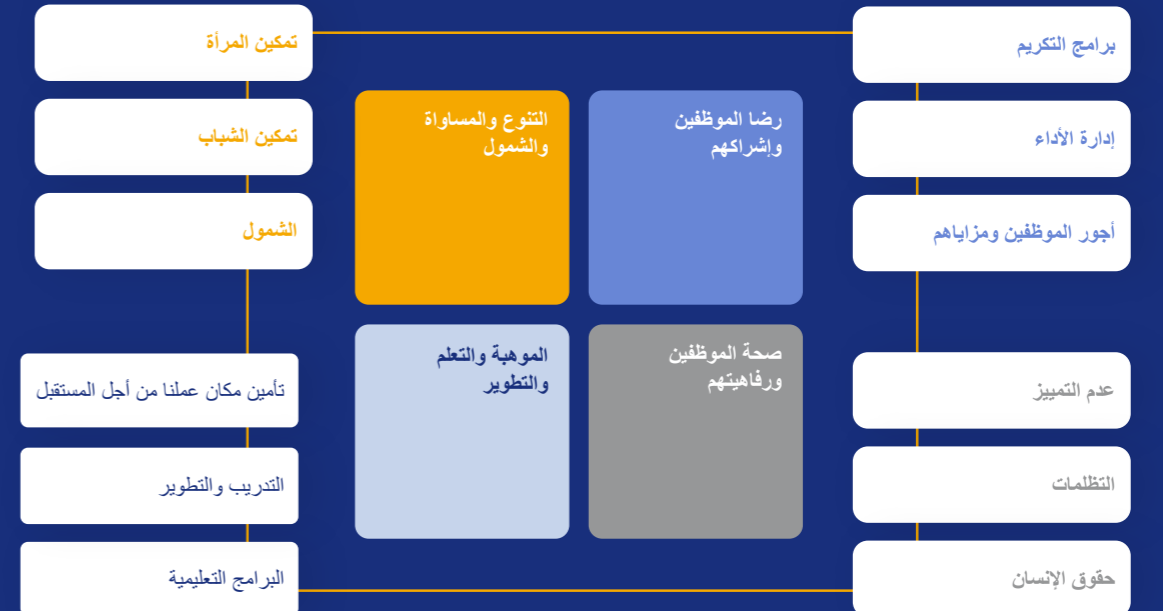 برامج التكريم
إدارة الأداء
أجور الموظفين ومزاياهم
عدم التمييز
التظلمات
حقوق الإنسان
رضا الموظفين
وإشراكهم
التنوع والمساواة
والشمول
صحة الموظفين
ورفاهيتهم
الموهبة والتعلم
والتطوير
تمكين المرأة
تمكين الشباب
الشمول
تأمين مكان عملنا من أجل المستقبل
التدريب والتطوير
البرامج التعليمية